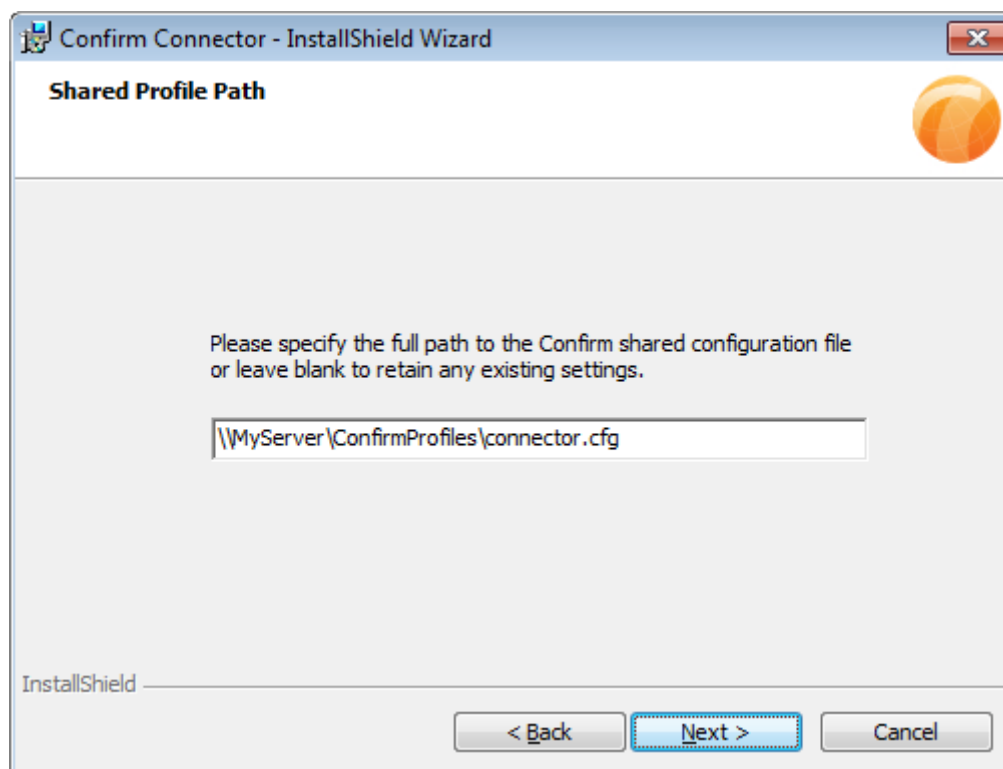 Confirm Connector - InstallShield Wizard
Shared Profile Path
Please specify the full path to the Confirm shared configuration file
or leave blank to retain any existing settings.
\\MyServer\ConfirmProfiles\connector.cfg
InstallShield
< Back
Next >
Cancel